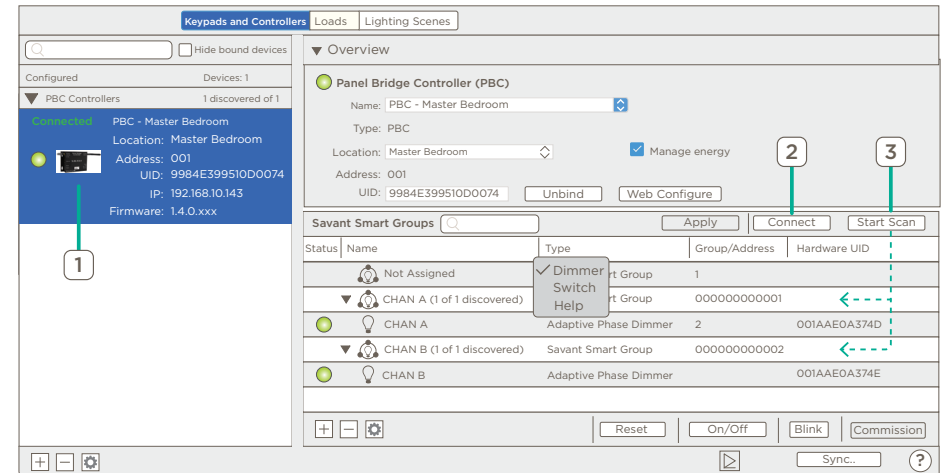 Keypads and Controllers Loads Lighting Scenes
Hide bound devices
Configured Devices: 1
PBC Controllers 1 discovered of 1
Connected PBC - Master Bedroom
Location: Master Bedroom
Address: 001
UID: 9984E399510D0074
IP: 192.168.10.143
Firmware: 1.4.0.xxx
1
Overview
Panel Bridge Controller (PBC)
Name: PBC - Master Bedroom
Type: PBC
Location: Master Bedroom Manage energy
Address: 001
UID: 9984E399510D0074 Unbind Web Configure
2 3
Savant Smart Groups Apply Connect Start Scan
Status Name Type Group/Address Hardware UID
Not Assigned rt Group 1
CHAN A (1 of 1 discovered) rt Group 000000000001
Dimmer
Switch
Help
CHAN A Adaptive Phase Dimmer 2 001AAE0A374D
CHAN B (1 of 1 discovered) Savant Smart Group 000000000002
CHAN B Adaptive Phase Dimmer 001AAE0A374E
Reset On/Off Blink Commission
Sync.. ?